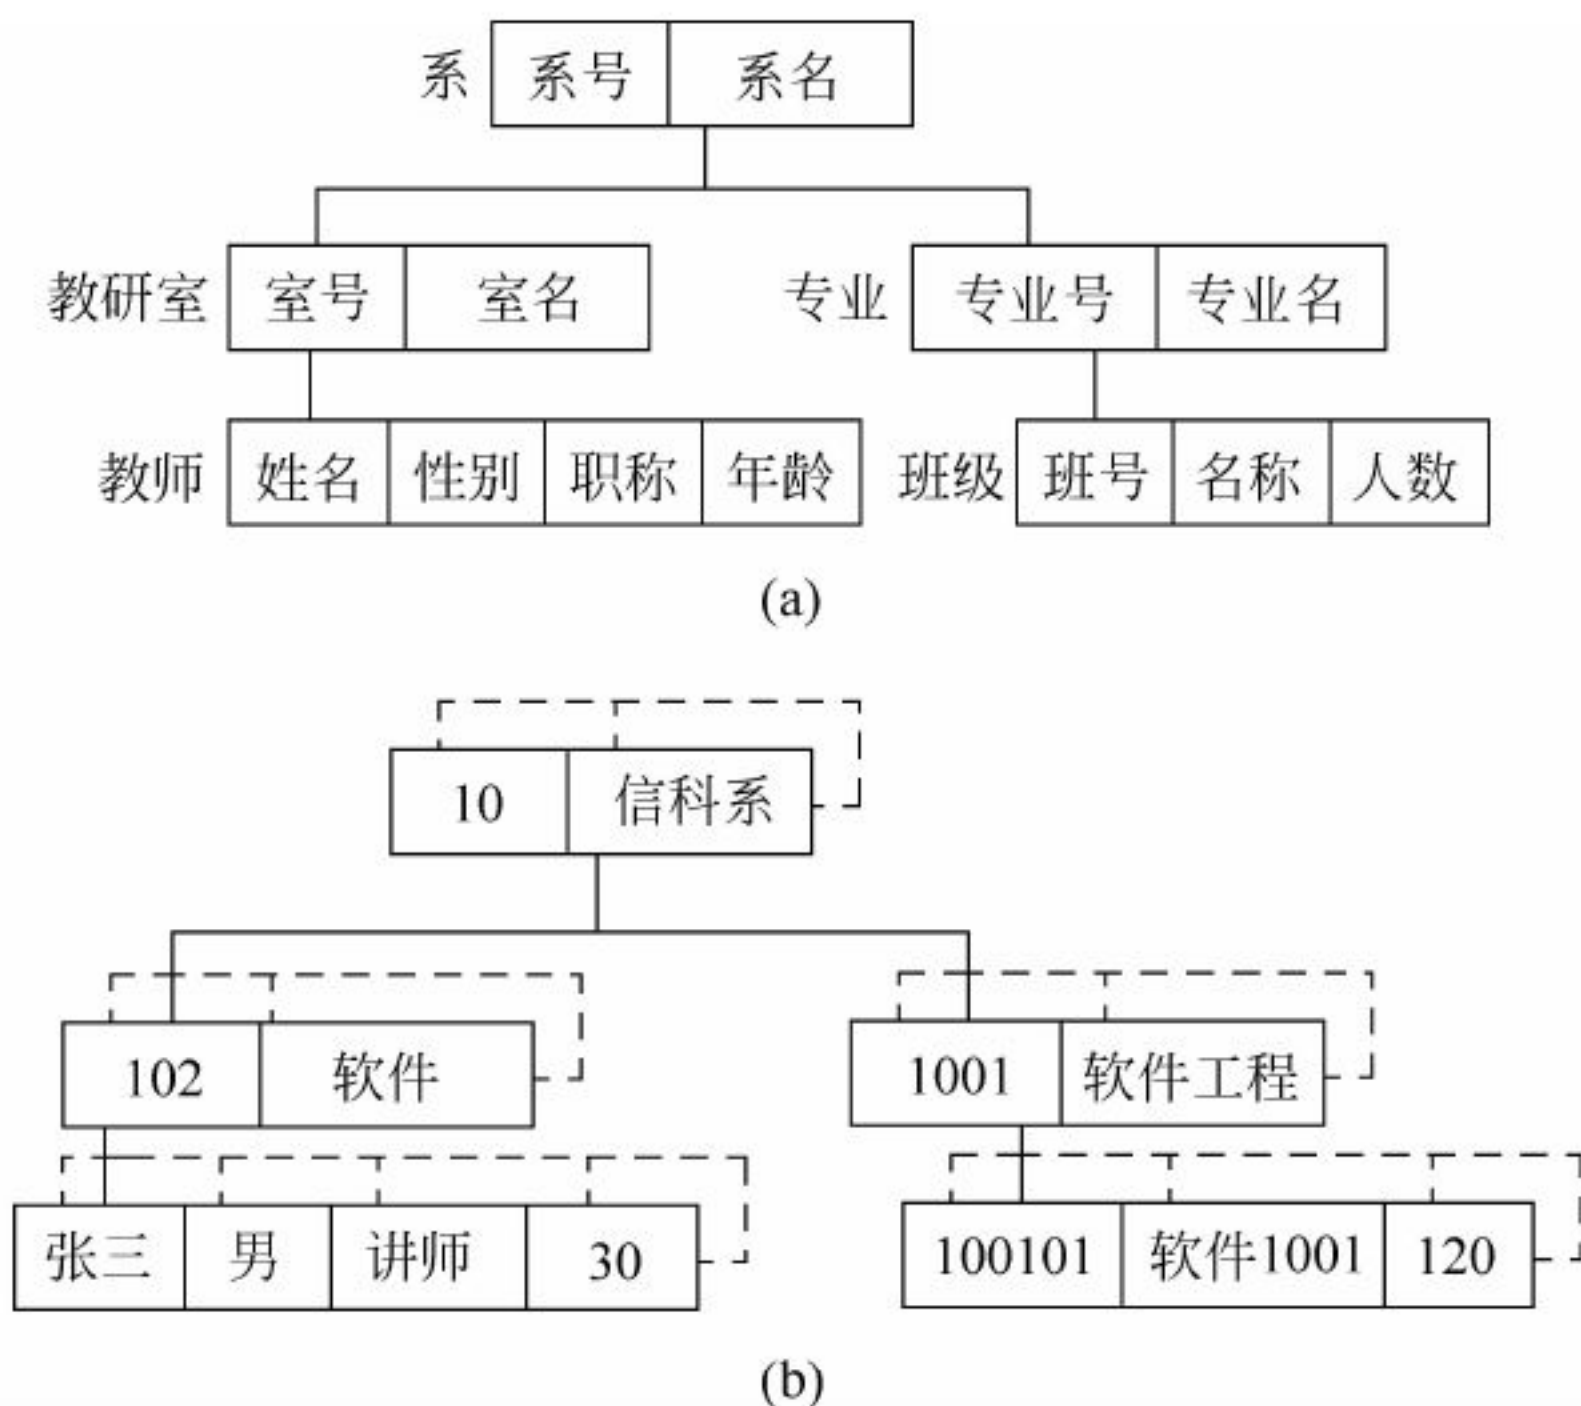 系 系号 系名
教研室 室号 室名 专业 专业号 专业名
教师 姓名 性别 职称 年龄 班级 班号 名称 人数
(a)
10 信科系
102 软件 1001 软件工程
张三 男 讲师 30 100101 软件1001 120
(b)